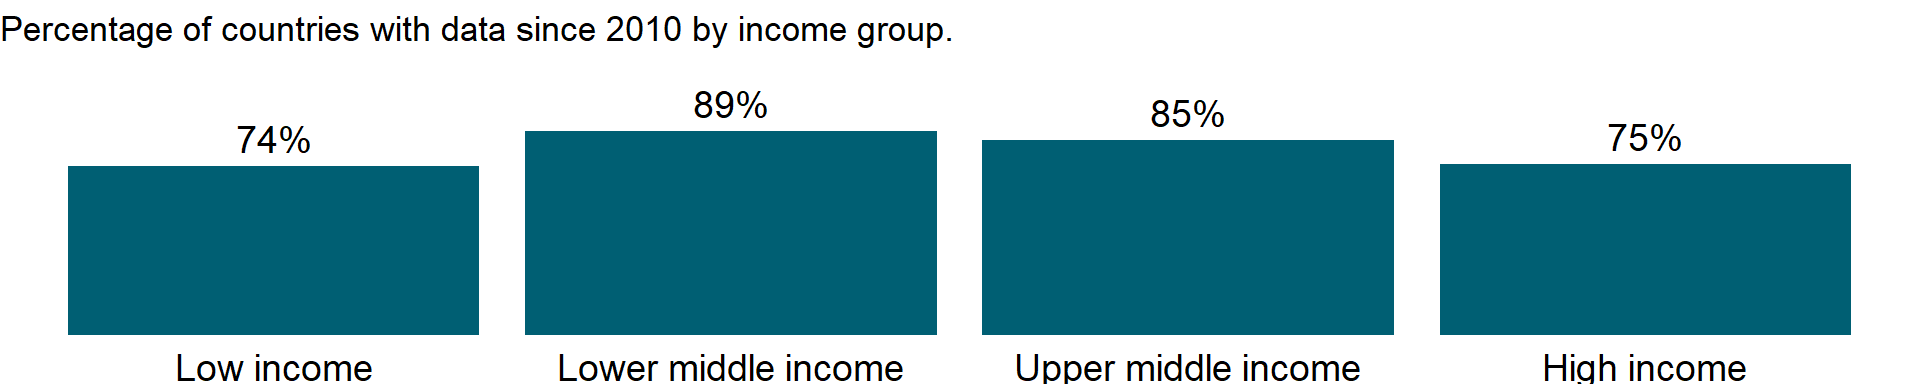 Percentage of countries with data since 2010 by income group.
74%
89%
85%
75%
Low income
Lower middle income
Upper middle income
High income